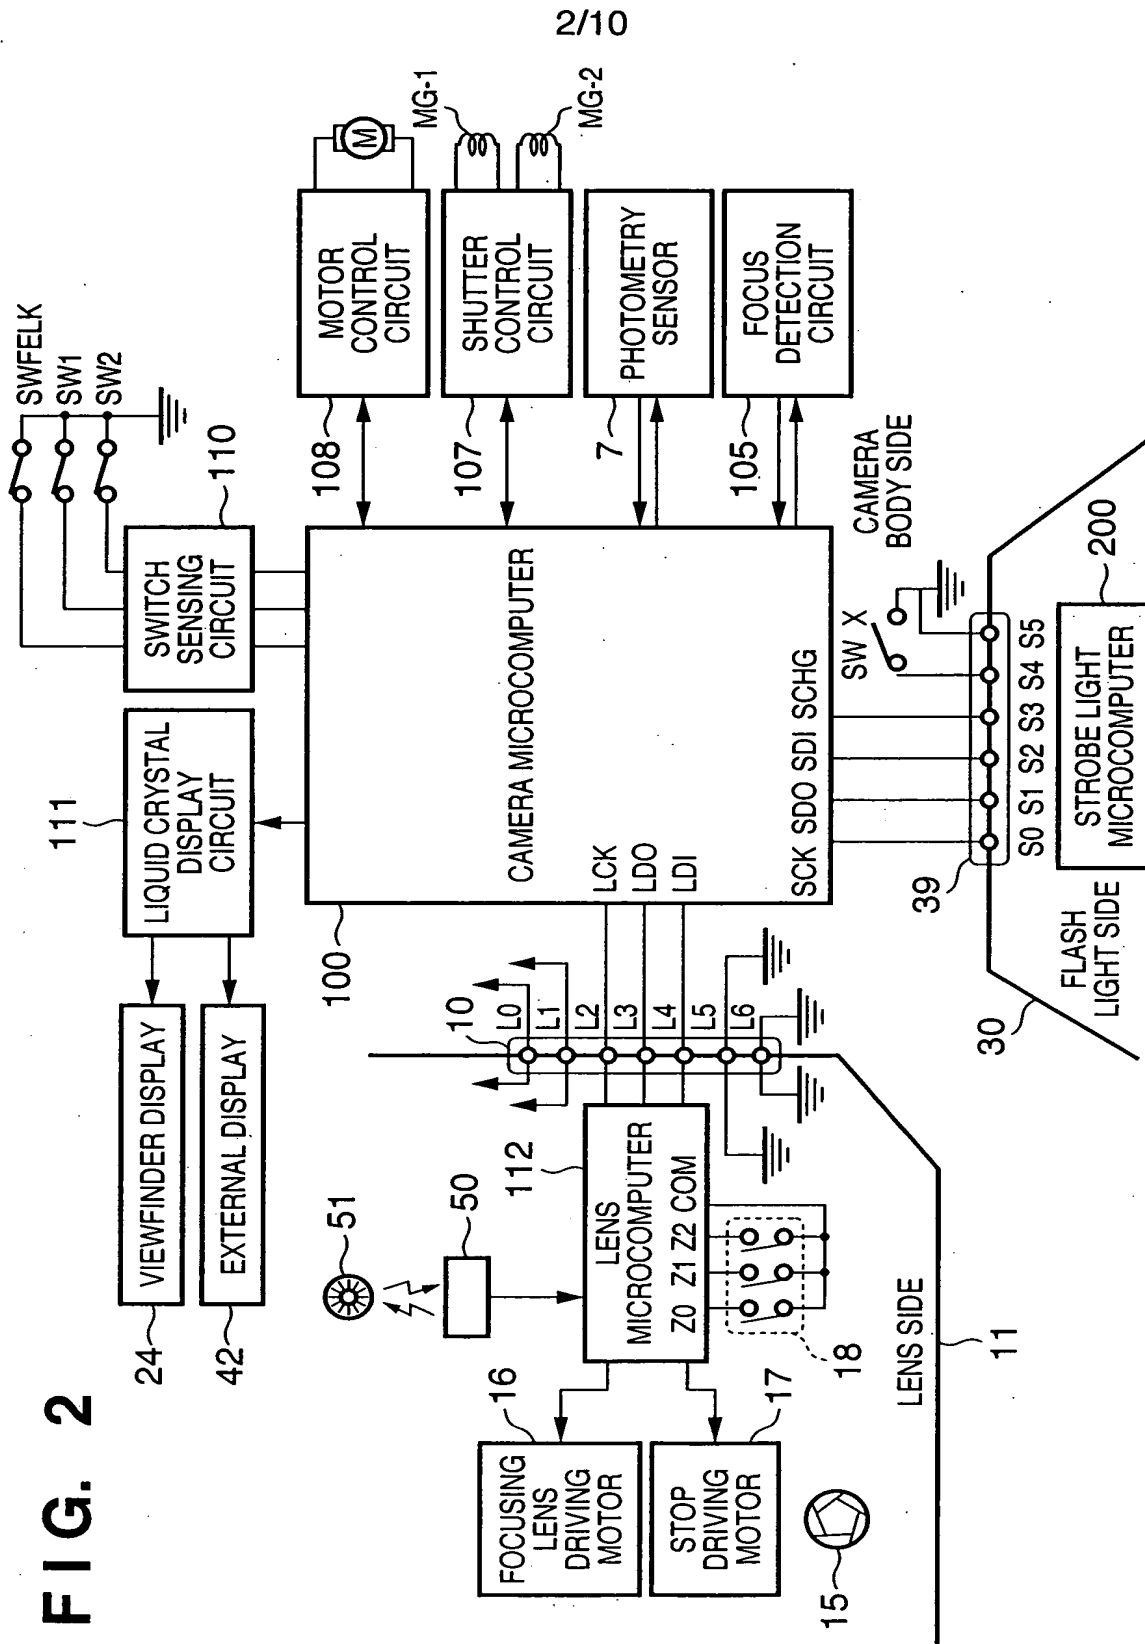 2/10
FIG. 2
24
VIEWFINDER DISPLAY
42
EXTERNAL DISPLAY
111
LIQUID CRYSTAL
DISPLAY
CIRCUIT
SWITCH
SENSING
CIRCUIT
110
SWFELK
SW1
SW2
100
CAMERA MICROCOMPUTER
LCK
LDO
LDI
SCK SDO SDI SCHG
108
MOTOR
CONTROL
CIRCUIT
M
107
SHUTTER
CONTROL
CIRCUIT
MG-1
MG-2
7
PHOTOMETRY
SENSOR
105
FOCUS
DETECTION
CIRCUIT
CAMERA
BODY SIDE
SW X
51
50
112
LENS
MICROCOMPUTER
Z0 Z1 Z2 COM
10
L0
L1
L2
L3
L4
L5
L6
16
FOCUSING
LENS
DRIVING
MOTOR
17
STOP
DRIVING
MOTOR
15
18
LENS SIDE
11
39
S0 S1 S2 S3 S4 S5
30
FLASH
LIGHT SIDE
STROBE LIGHT
MICROCOMPUTER
200